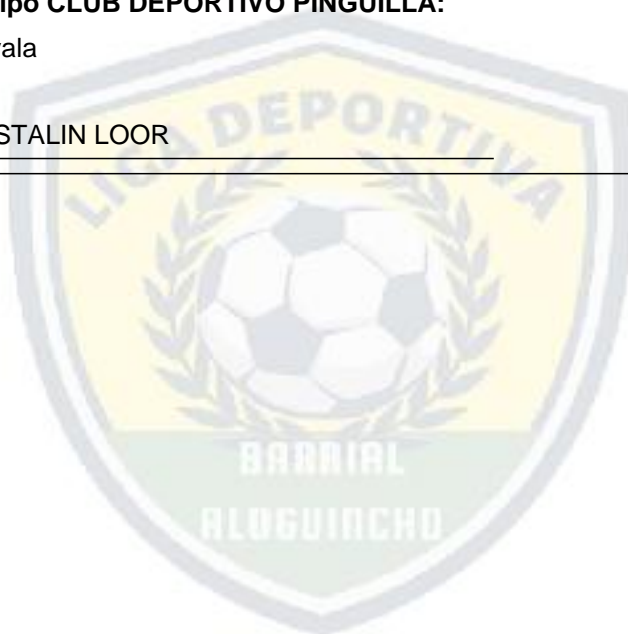 ipo CLUB DEPORTIVO PINGUILLA:
ala
STALIN LOOR
LIGA DEPORTIVA
BARRIAL
ALUGUINCHO